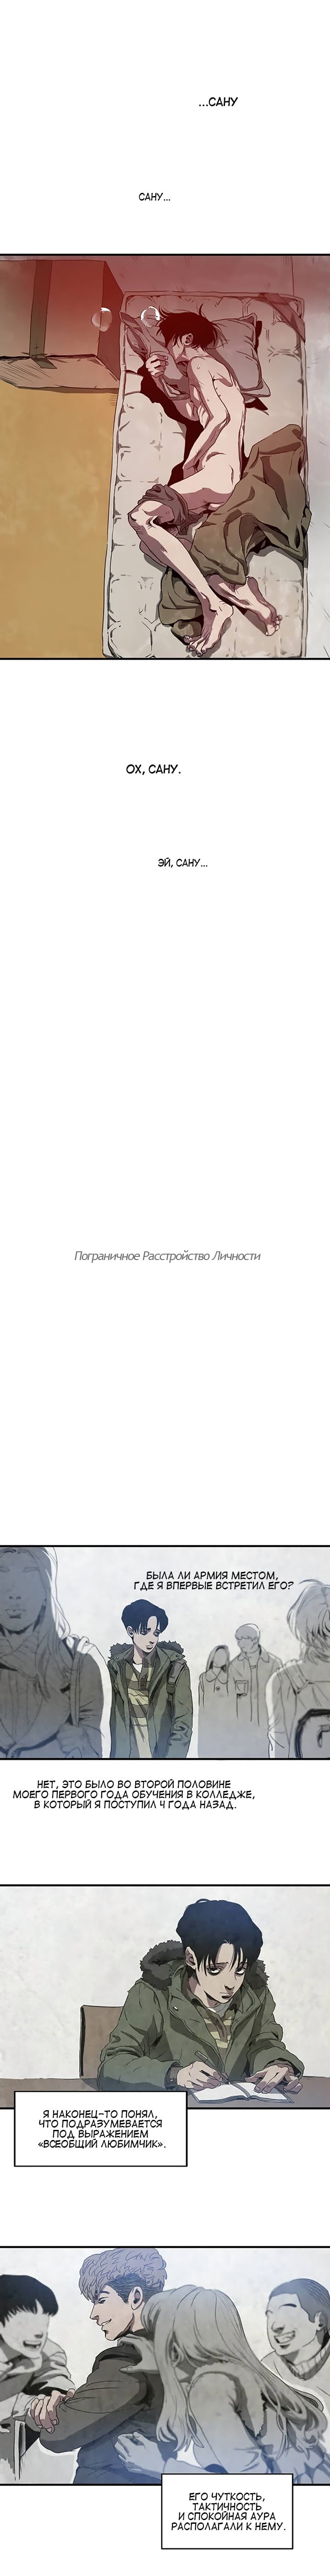 ...САНУ
САНУ...
ОХ, САНУ.
ЭЙ, САНУ...
Пограничное Расстройство Личности
БЫЛА ЛИ АРМИЯ МЕСТОМ,
ГДЕ Я ВПЕРВЫЕ ВСТРЕТИЛ ЕГО?
НЕТ, ЭТО БЫЛО ВО ВТОРОЙ ПОЛОВИНЕ
МОЕГО ПЕРВОГО ГОДА ОБУЧЕНИЯ В КОЛЛЕДЖЕ,
В КОТОРЫЙ Я ПОСТУПИЛ 4 ГОДА НАЗАД.
Я НАКОНЕЦ-ТО ПОНЯЛ,
ЧТО ПОДРАЗУМЕВАЕТСЯ
ПОД ВЫРАЖЕНИЕМ
«ВСЕОБЩИЙ ЛЮБИМЧИК».
ЕГО ЧУТКОСТЬ,
ТАКТИЧНОСТЬ
И СПОКОЙНАЯ АУРА
РАСПОЛАГАЛИ К НЕМУ.